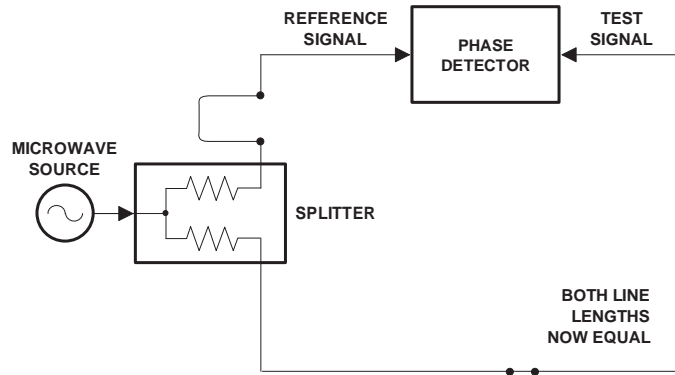 REFERENCE
SIGNAL
PHASE
DETECTOR
TEST
SIGNAL
MICROWAVE
SOURCE
SPLITTER
BOTH LINE
LENGTHS
NOW EQUAL